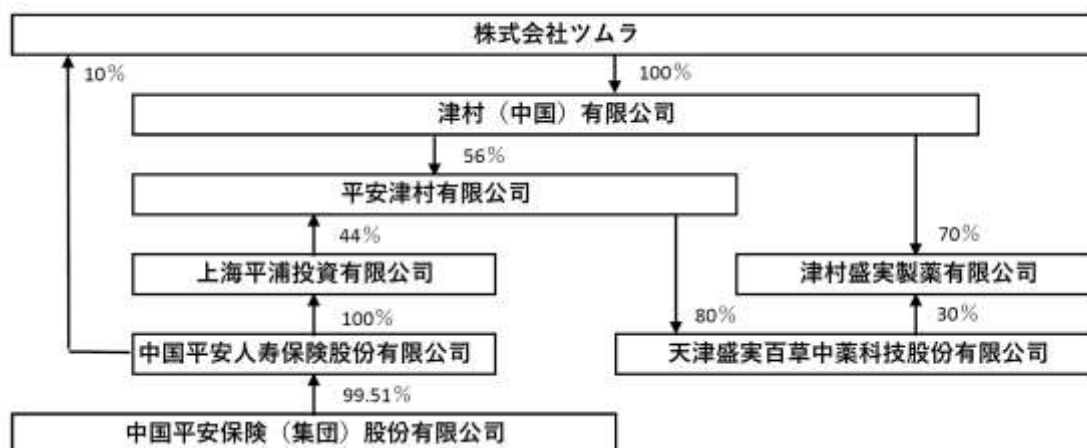 株式会社ツムラ
10%
100%
津村（中国）有限公司
56%
平安津村有限公司
44%
70%
上海平浦投資有限公司
津村盛実製薬有限公司
100%
80%
30%
中国平安人寿保険股份有限公司
天津盛実百草中薬科技股份有限公司
99.51%
中国平安保険（集団）股份有限公司